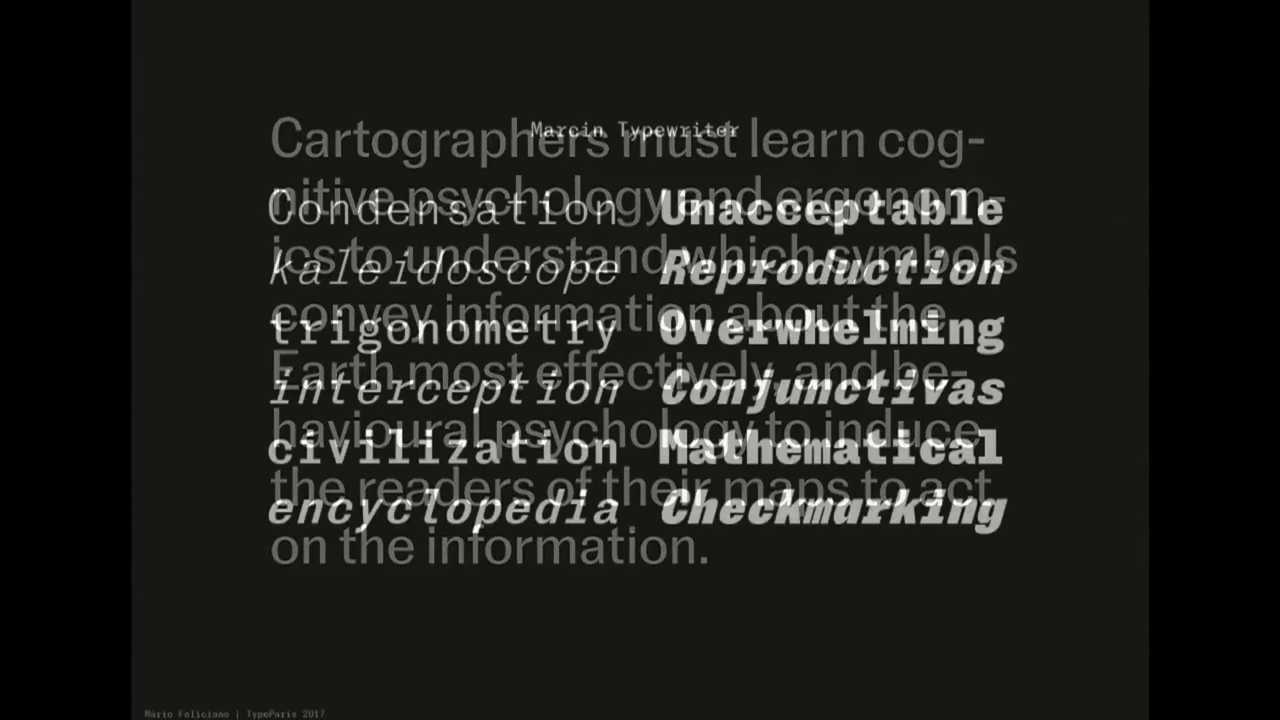 Marcin Typewriter
Condensation Unacceptable
kaleidoscope Reproduction
trigonometry Overwhelming
interception Conjunctivas
civilization Mathematical
encyclopedia Checkmarking
Cartographers must learn cog-
nitive psychology and ergonom-
ics to understand which symbols
convey information about the
Earth most effectively, and be-
havioural psychology to induce
the readers of their maps to act
on the information.
Mário Feliciano | TypeParis 2017